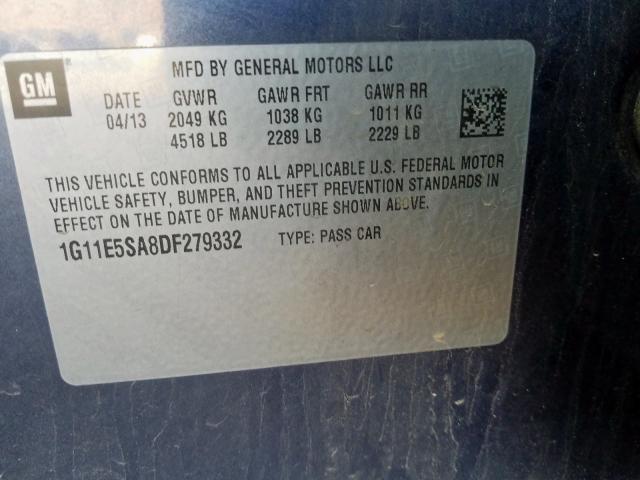 GM
MFD BY GENERAL MOTORS LLC
DATE GVWR GAWR FRT GAWR RR
04/13 2049 KG 1038 KG 1011 KG
4518 LB 2289 LB 2229 LB
THIS VEHICLE CONFORMS TO ALL APPLICABLE U.S. FEDERAL MOTOR
VEHICLE SAFETY, BUMPER, AND THEFT PREVENTION STANDARDS IN
EFFECT ON THE DATE OF MANUFACTURE SHOWN ABOVE.
1G11E5SA8DF279332 TYPE: PASS CAR